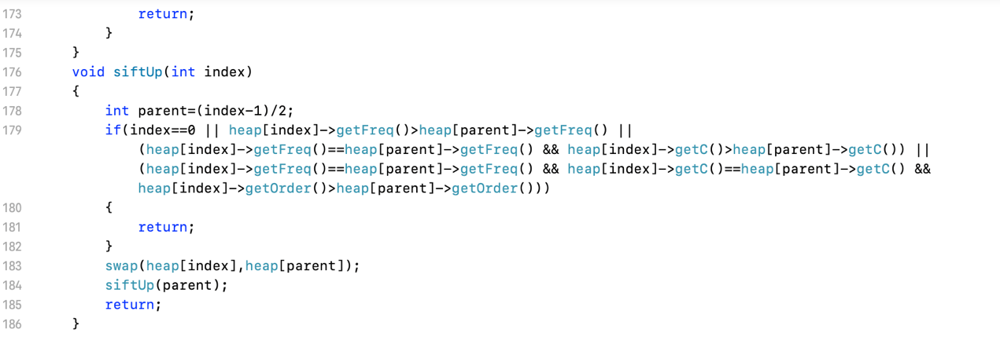 173                 return;
174             }
175         }
176         void siftUp(int index)
177         {
178             int parent=(index-1)/2;
179             if(index==0 || heap[index]->getFreq()>heap[parent]->getFreq() ||
                    (heap[index]->getFreq()==heap[parent]->getFreq() && heap[index]->getC()>heap[parent]->getC()) ||
                    (heap[index]->getFreq()==heap[parent]->getFreq() && heap[index]->getC()==heap[parent]->getC() &&
                    heap[index]->getOrder()>heap[parent]->getOrder()))
180             {
181                 return;
182             }
183             swap(heap[index],heap[parent]);
184             siftUp(parent);
185             return;
186         }